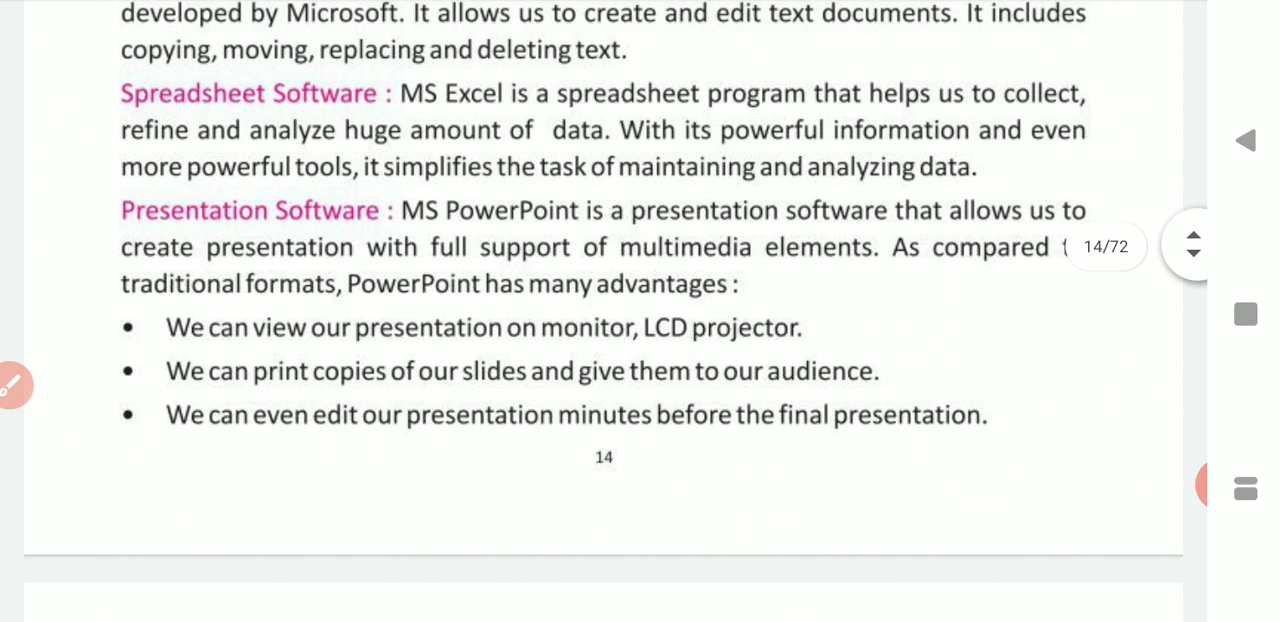 developed by Microsoft. It allows us to create and edit text documents. It includes
copying, moving, replacing and deleting text.
Spreadsheet Software : MS Excel is a spreadsheet program that helps us to collect,
refine and analyze huge amount of data. With its powerful information and even
more powerful tools, it simplifies the task of maintaining and analyzing data.
Presentation Software : MS PowerPoint is a presentation software that allows us to
create presentation with full support of multimedia elements. As compared
14/72
traditional formats, PowerPoint has many advantages :
• We can view our presentation on monitor, LCD projector.
• We can print copies of our slides and give them to our audience.
• We can even edit our presentation minutes before the final presentation.
14